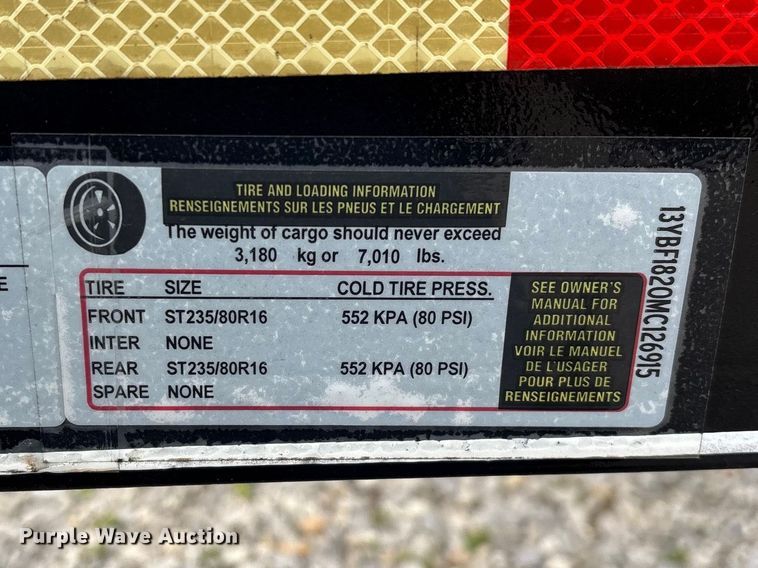 TIRE AND LOADING INFORMATION
RENSEIGNEMENTS SUR LES PNEUS ET LE CHARGEMENT
The weight of cargo should never exceed
3,180 kg or 7,010 lbs.
TIRE SIZE COLD TIRE PRESS.
FRONT ST235/80R16 552 KPA (80 PSI)
INTER NONE
REAR ST235/80R16 552 KPA (80 PSI)
SPARE NONE
SEE OWNER'S
MANUAL FOR
ADDITIONAL
INFORMATION
VOIR LE MANUEL
DE L'USAGER
POUR PLUS DE
RENSEIGNEMENTS
13YBF1820MC126915
E
Purple Wave Auction